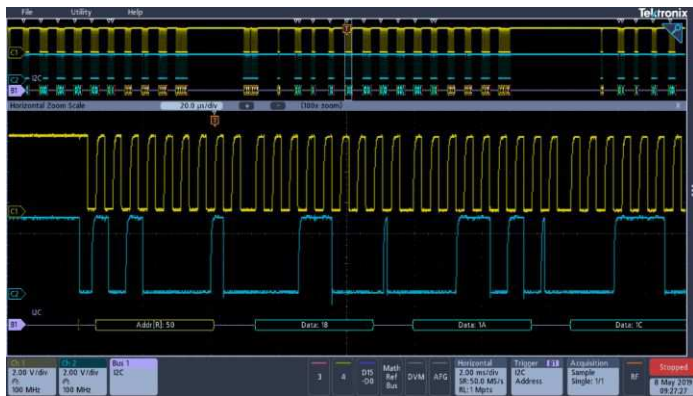 File Utility Help
Tektronix
C1
C2 I2C
B1
Horizontal Zoom Scale 20.0 µs/div + - (100x zoom)
T
C1
C2
I2C
B1 Addr[R]: 50 Data: 1B Data: 1A Data: 1C
Ch 1
2.00 V/div
100 MHz
Ch 2
2.00 V/div
100 MHz
Bus 1
I2C
3
4
D15
-D0
Math
Ref
Bus
DVM
AFG
Horizontal
2.00 ms/div
SR: 50.0 MS/s
RL: 1 Mpts
Trigger B1
I2C
Address
Acquisition
Sample
Single: 1/1
RF
Stopped
8 May 2019
09:27:27